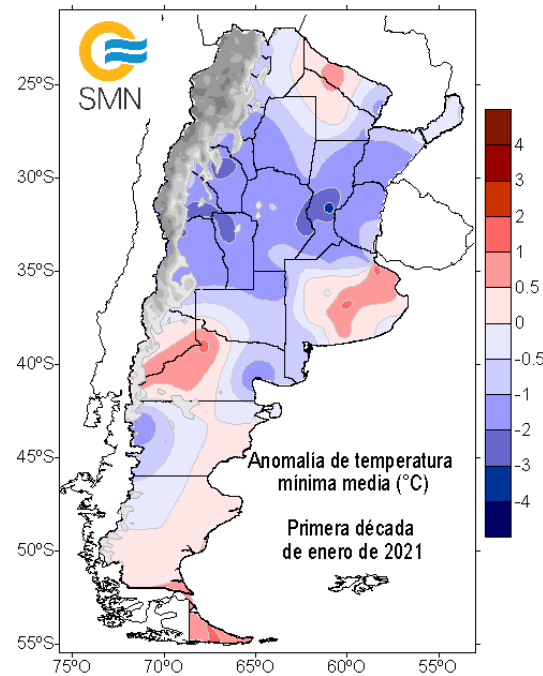 SMN
25°S
30°S
35°S
40°S
45°S
50°S
55°S
75°O
70°O
65°O
60°O
55°O
4
3
2
1
0.5
0
-0.5
-1
-2
-3
-4
Anomalía de temperatura
mínima media (°C)
Primera década
de enero de 2021